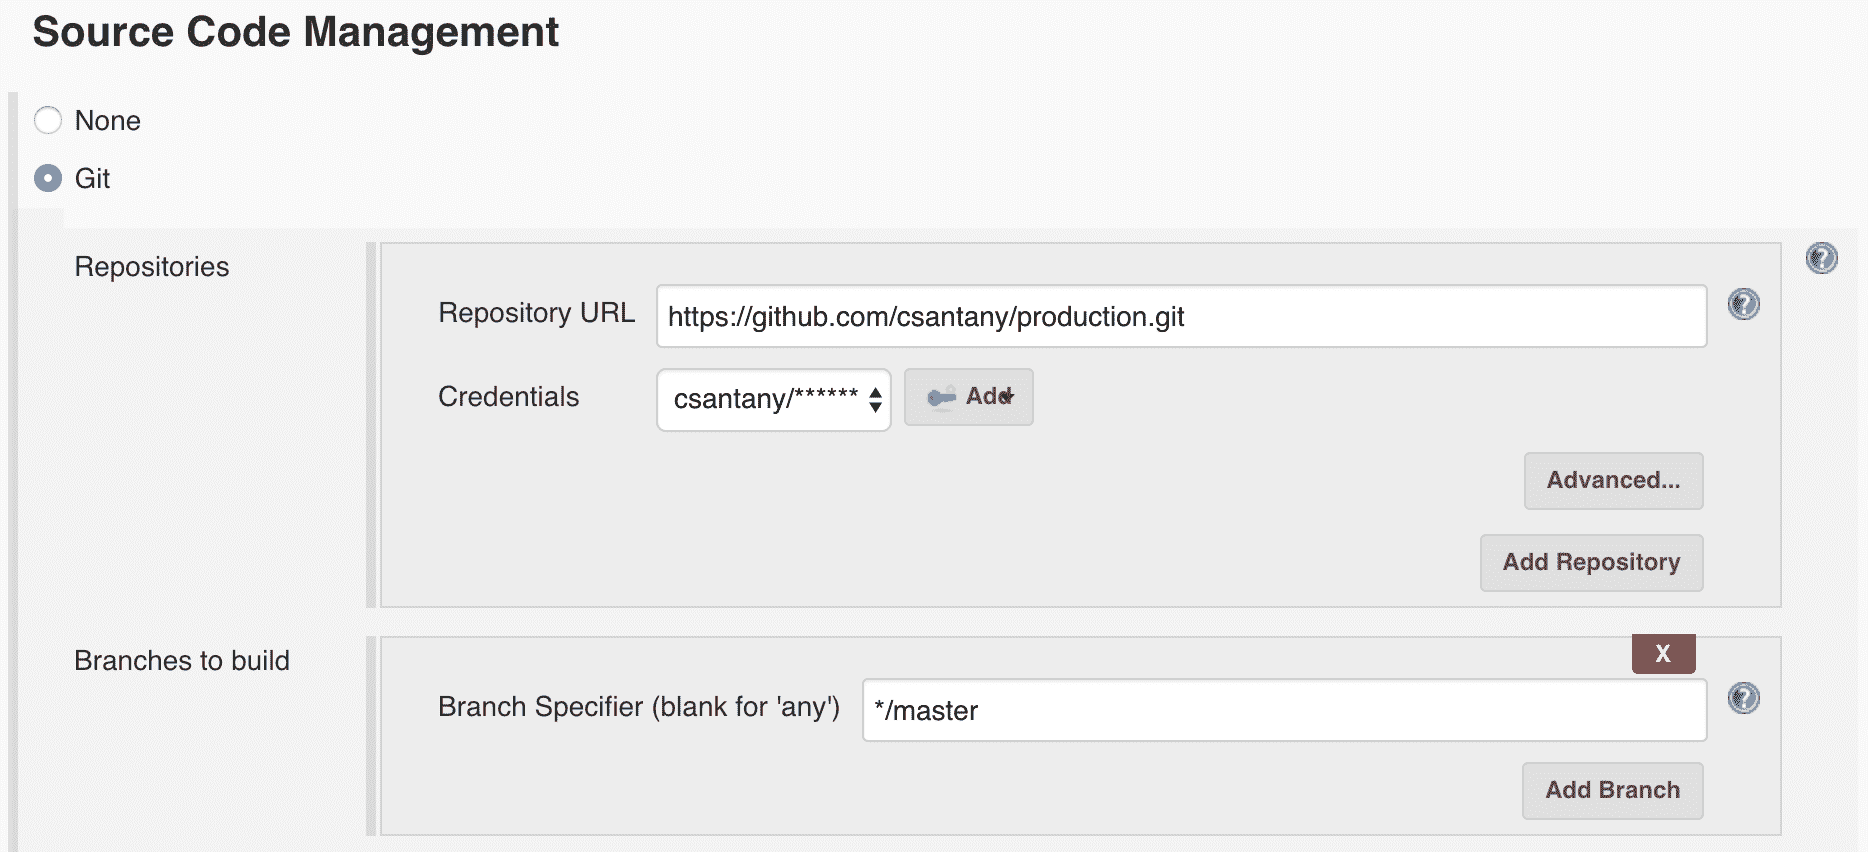 Source Code Management
None
Git
Repositories
Repository URL https://github.com/csantany/production.git
Credentials csantany/****** Add
Advanced...
Add Repository
Branches to build
X
Branch Specifier (blank for 'any') */master
Add Branch